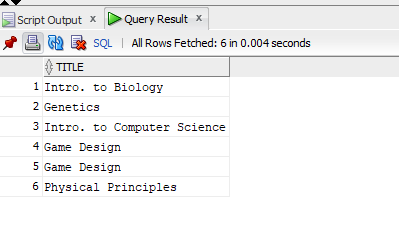 Script Output x Query Result x
SQL | All Rows Fetched: 6 in 0.004 seconds
TITLE
1 Intro. to Biology
2 Genetics
3 Intro. to Computer Science
4 Game Design
5 Game Design
6 Physical Principles